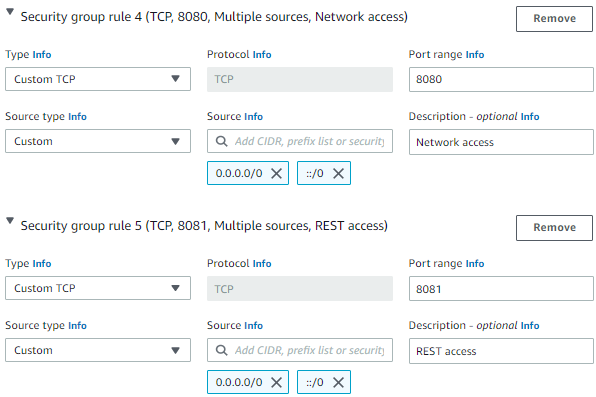 Security group rule 4 (TCP, 8080, Multiple sources, Network access)
Remove
Type Info
Protocol Info
Port range Info
Custom TCP
TCP
8080
Source type Info
Source Info
Description - optional Info
Custom
Add CIDR, prefix list or security
Network access
0.0.0.0/0
::/0
Security group rule 5 (TCP, 8081, Multiple sources, REST access)
Remove
Type Info
Protocol Info
Port range Info
Custom TCP
TCP
8081
Source type Info
Source Info
Description - optional Info
Custom
Add CIDR, prefix list or security
REST access
0.0.0.0/0
::/0